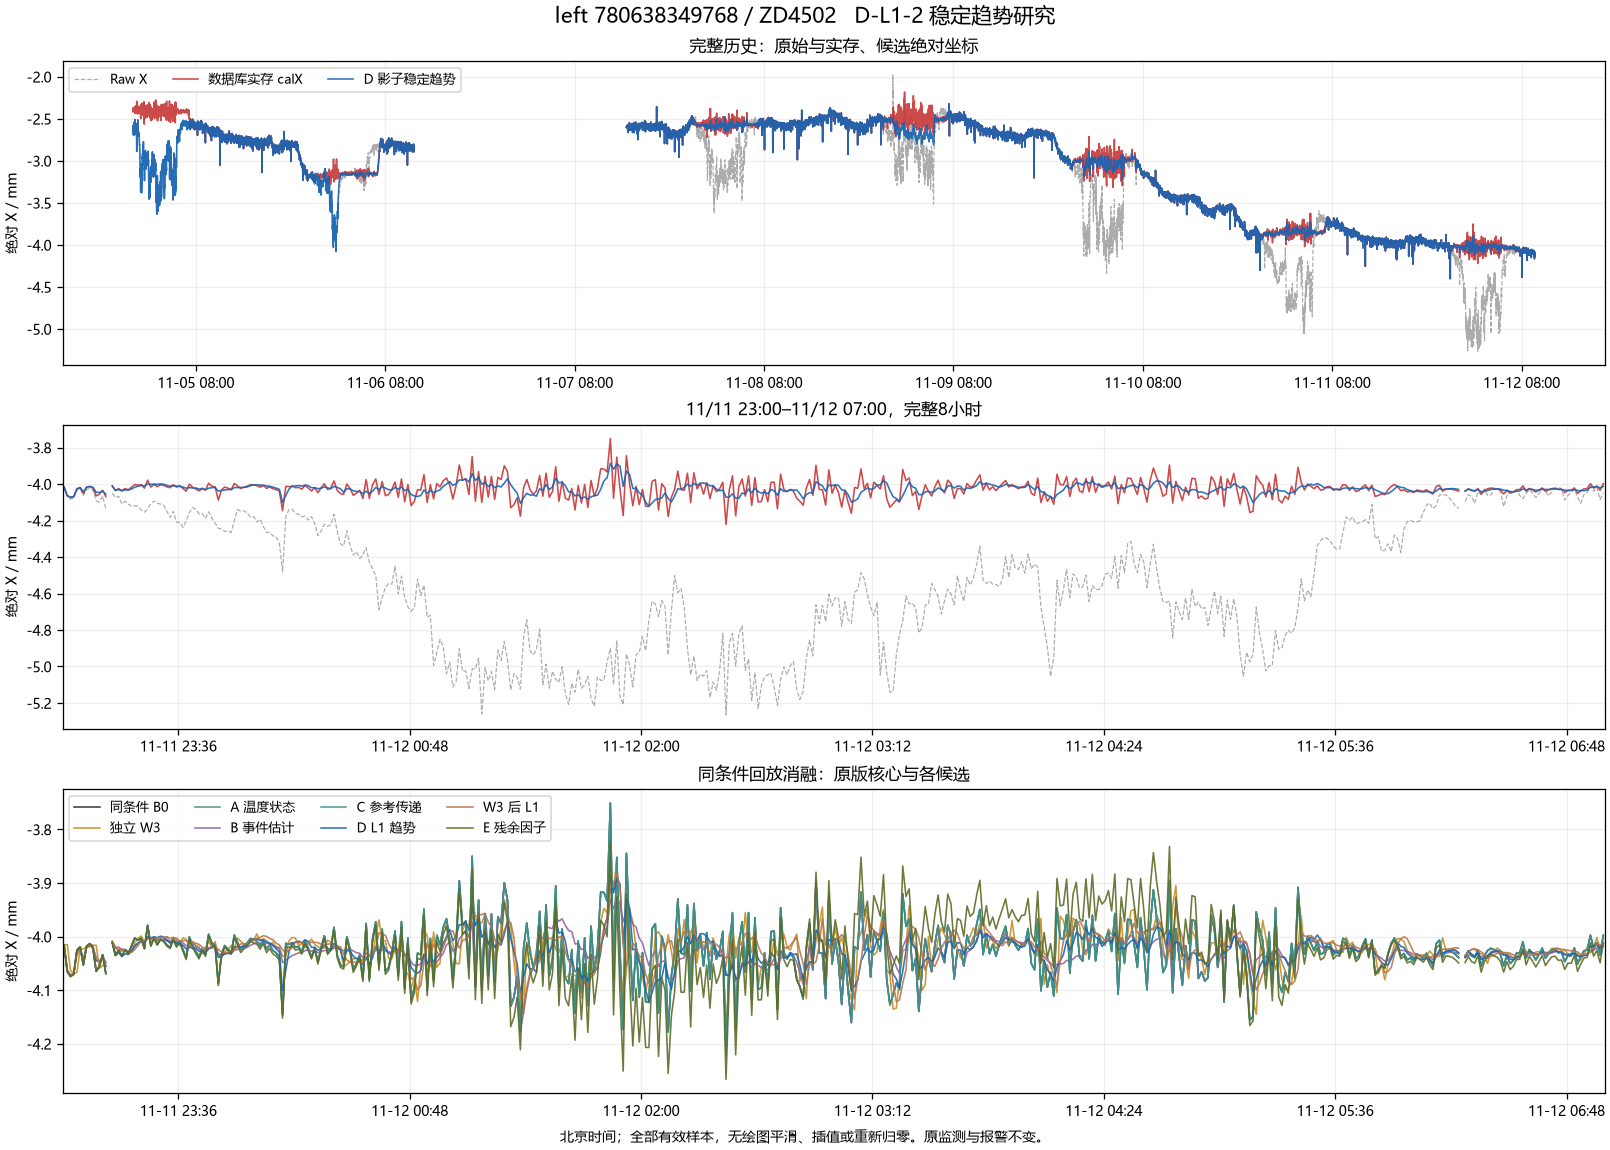 left 780638349768 / ZD4502   D-L1-2 稳定趋势研究
完整历史：原始与实存、候选绝对坐标
Raw X
数据库实存 calX
D 影子稳定趋势
绝对 X / mm
-2.0
-2.5
-3.0
-3.5
-4.0
-4.5
-5.0
11-05 08:00
11-06 08:00
11-07 08:00
11-08 08:00
11-09 08:00
11-10 08:00
11-11 08:00
11-12 08:00
11/11 23:00–11/12 07:00，完整8小时
绝对 X / mm
-3.8
-4.0
-4.2
-4.4
-4.6
-4.8
-5.0
-5.2
11-11 23:36
11-12 00:48
11-12 02:00
11-12 03:12
11-12 04:24
11-12 05:36
11-12 06:48
同条件回放消融：原版核心与各候选
同条件 B0
A 温度状态
C 参考传递
W3 后 L1
独立 W3
B 事件估计
D L1 趋势
E 残余因子
绝对 X / mm
-3.8
-3.9
-4.0
-4.1
-4.2
11-11 23:36
11-12 00:48
11-12 02:00
11-12 03:12
11-12 04:24
11-12 05:36
11-12 06:48
北京时间；全部有效样本，无绘图平滑、插值或重新归零。原监测与报警不变。